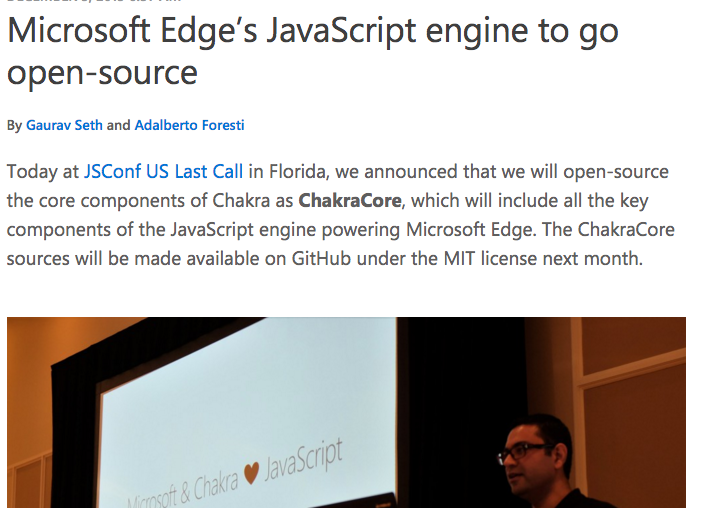 Microsoft Edge’s JavaScript engine to go
open-source
By Gaurav Seth and Adalberto Foresti
Today at JSConf US Last Call in Florida, we announced that we will open-source
the core components of Chakra as ChakraCore, which will include all the key
components of the JavaScript engine powering Microsoft Edge. The ChakraCore
sources will be made available on GitHub under the MIT license next month.
Microsoft & Chakra ♥ JavaScript